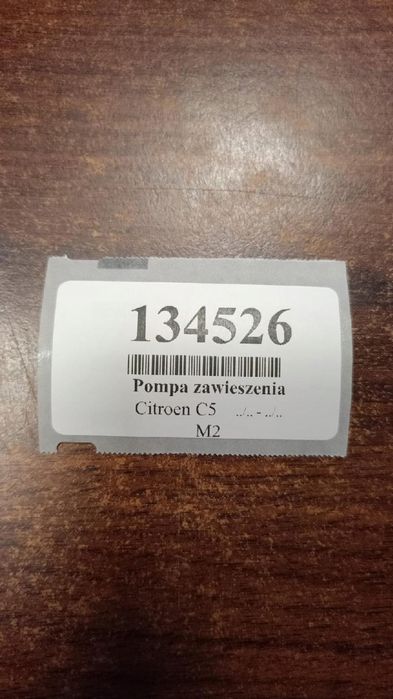 134526
Pompa zawieszenia
Citroen C5 ../.. - ../..
M2